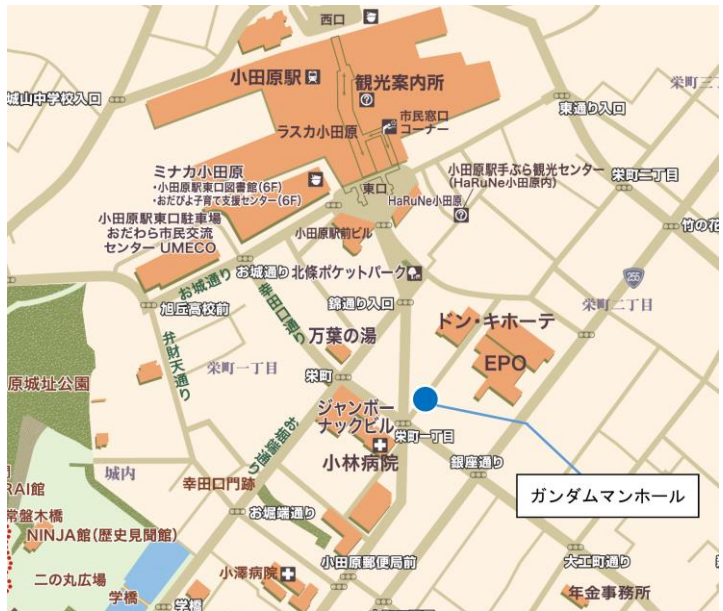 西口
小田原駅
観光案内所
城山中学校入口
栄町三丁目
東通り入口
ラスカ小田原
市民窓口
コーナー
ミナカ小田原
・小田原駅東口図書館(6F)
・おだぴよ子育て支援センター(6F)
小田原駅手ぶら観光センター
(HaRuNe小田原内)
栄町二丁目
東口
HaRuNe小田原
小田原駅東口駐車場
おだわら市民交流
センター UMECO
小田原駅前ビル
竹の花
お城通り
お城通り
北條ポケットパーク
255
旭丘高校前
幸田口通り
錦通り入口
栄町二丁目
ドン・キホーテ
万葉の湯
EPO
弁財天通り
栄町一丁目
栄町
原城址公園
ジャンボー
ナックビル
お堀端通り
栄町一丁目
小林病院
銀座通り
城内
幸田口門跡
ガンダムマンホール
RAI館
常盤木橋
お堀端通り
NINJA館(歴史見聞館)
小田原郵便局前
大工町通り
二の丸広場
小澤病院
年金事務所
学橋
学橋